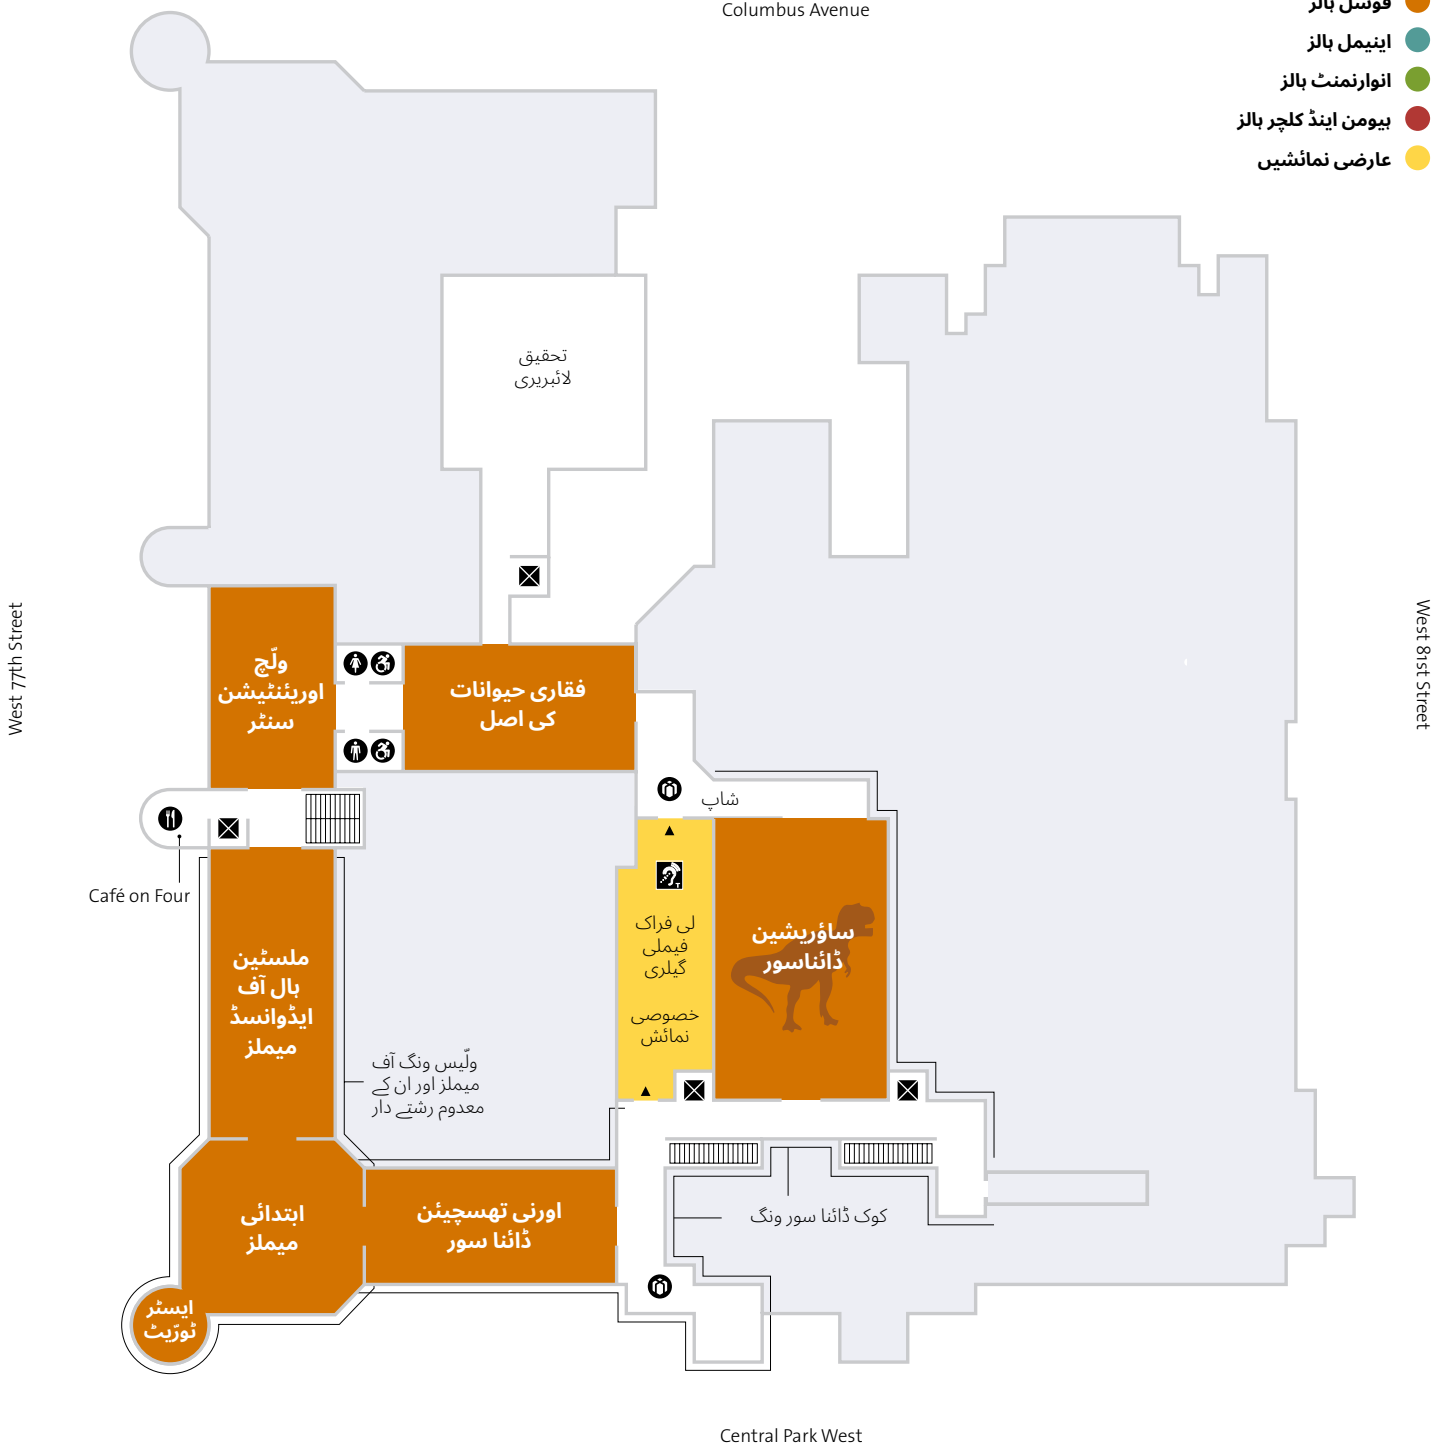 Columbus Avenue
فوسل ہالز
اینیمل ہالز
انوارنمنٹ ہالز
ہیومن اینڈ کلچر ہالز
عارضی نمائشیں
تحقیق
لائبریری
West 77th Street
West 81st Street
ولّچ
اوریئنٹیشن
سنٹر
فقاری حیوانات
کی اصل
شاپ
Café on Four
لی فراک
فیملی
گیلری
خصوصی
نمائش
ساؤریشین
ڈائناسور
ملسٹین
ہال آف
ایڈوانسڈ
میملز
ولّیس ونگ آف
میملز اور ان کے
معدوم رشتے دار
ابتدائی
میملز
اورنی تھسچیئن
ڈائنا سور
کوک ڈائنا سور ونگ
ایسٹر
ٹورّیٹ
Central Park West